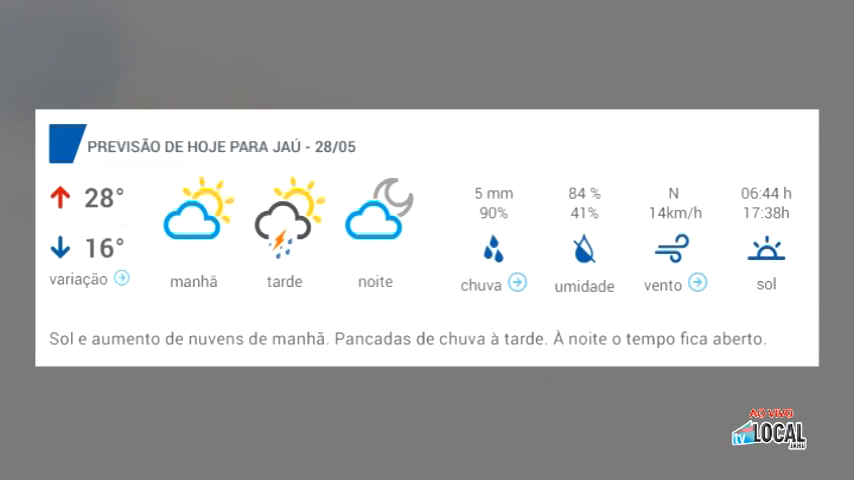 PREVISÃO DE HOJE PARA JAÚ - 28/05
28°
16°
variação
manhã
tarde
noite
5 mm
90%
chuva
84 %
41%
umidade
N
14km/h
vento
06:44 h
17:38h
sol
Sol e aumento de nuvens de manhã. Pancadas de chuva à tarde. À noite o tempo fica aberto.
AO VIVO
TV LOCAL
JAHU